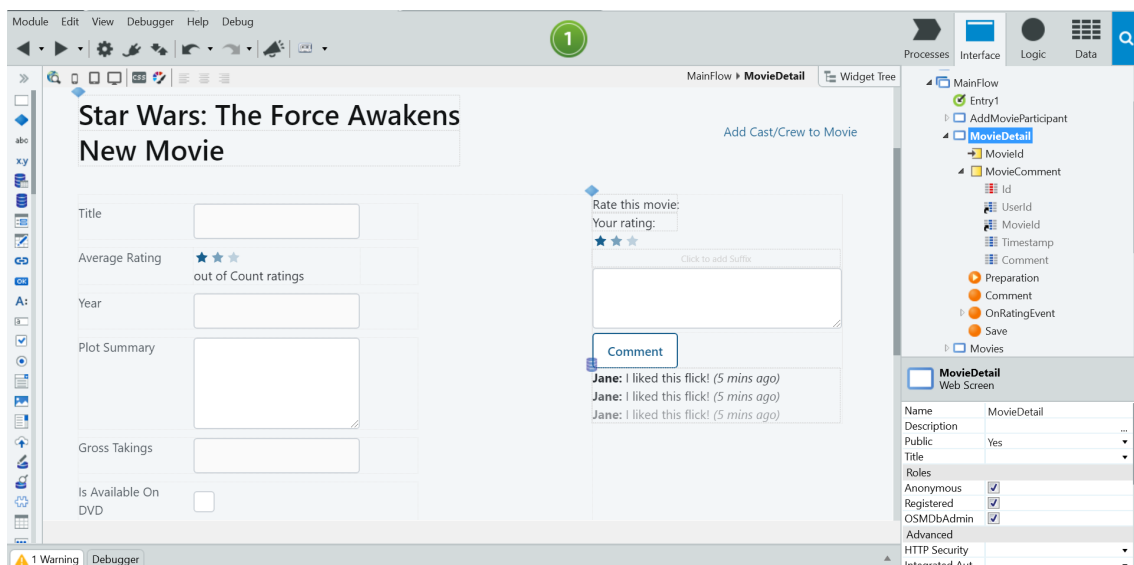 Module Edit View Debugger Help Debug
1
Processes Interface Logic Data
CSS
MainFlow MovieDetail Widget Tree
abc
x.y
OK
A:
Star Wars: The Force Awakens
New Movie
Add Cast/Crew to Movie
Title
Average Rating
out of Count ratings
Year
Plot Summary
Gross Takings
Is Available On
DVD
Rate this movie:
Your rating:
Click to add Suffix
Comment
Jane: I liked this flick! (5 mins ago)
Jane: I liked this flick! (5 mins ago)
Jane: I liked this flick! (5 mins ago)
1 Warning Debugger
MainFlow
Entry1
AddMovieParticipant
MovieDetail
MovieId
MovieComment
Id
UserId
MovieId
Timestamp
Comment
Preparation
Comment
OnRatingEvent
Save
Movies
MovieDetail
Web Screen
Name MovieDetail
Description ...
Public Yes
Title
Roles
Anonymous
Registered
OSMDbAdmin
Advanced
HTTP Security
Integrated Aut